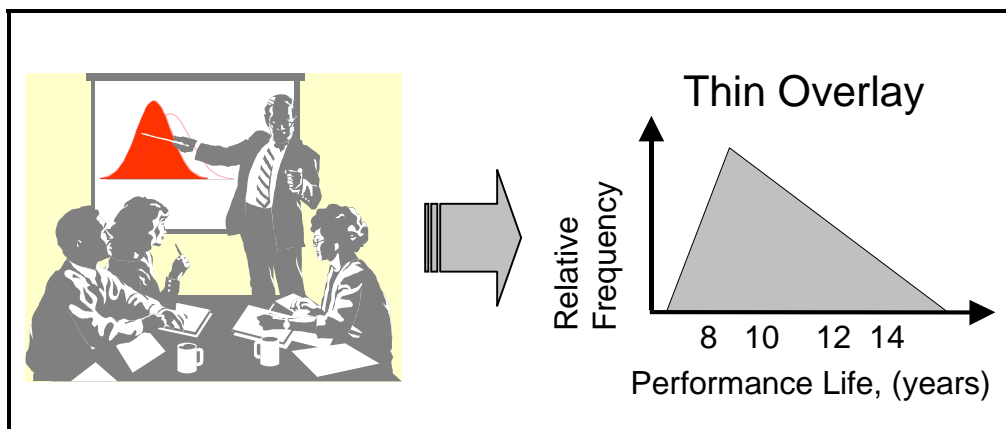 Thin Overlay
Relative
Frequency
8 10 12 14
Performance Life, (years)